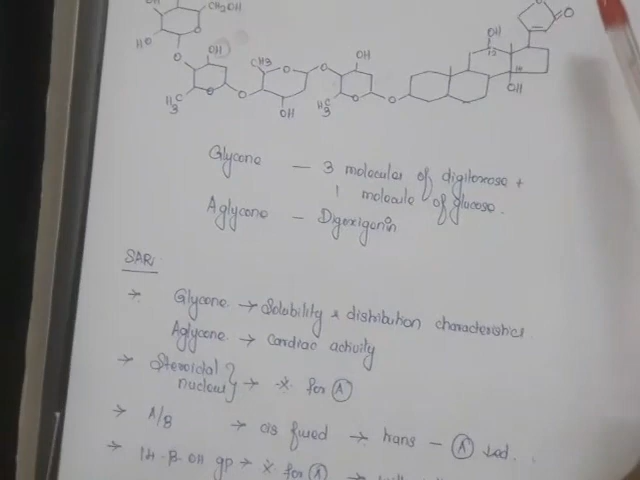 OH
CH₂OH
HO
OH
O
O
O
OH
CH3
O
O
OH
H3C
O
O
OH
H3C
O
OH
12
14
OH
O
Glycone — 3 molecules of digitoxose +
1 molecule of glucose.
Aglycone — Digoxigenin
SAR:
→ Glycone → Solubility & distribution characteristics.
Aglycone → Cardiac activity
→ Steroidal
nucleus } → * for (A)
→ A/B → cis fused → trans — (A) ↓sed.
→ 14-β-OH gp → * for (A) →